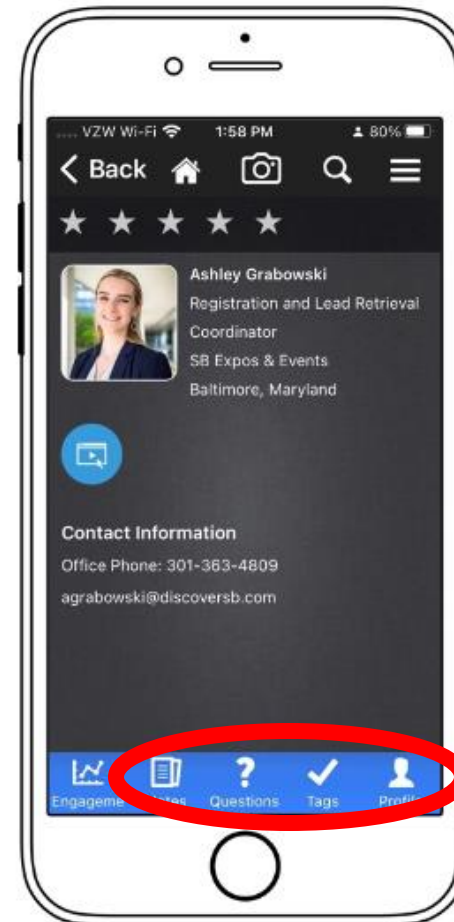 VZW Wi-Fi 1:58 PM 80%
Back
Ashley Grabowski
Registration and Lead Retrieval
Coordinator
SB Expos & Events
Baltimore, Maryland
Contact Information
Office Phone: 301-363-4809
agrabowski@discoversb.com
Engageme Questions Tags